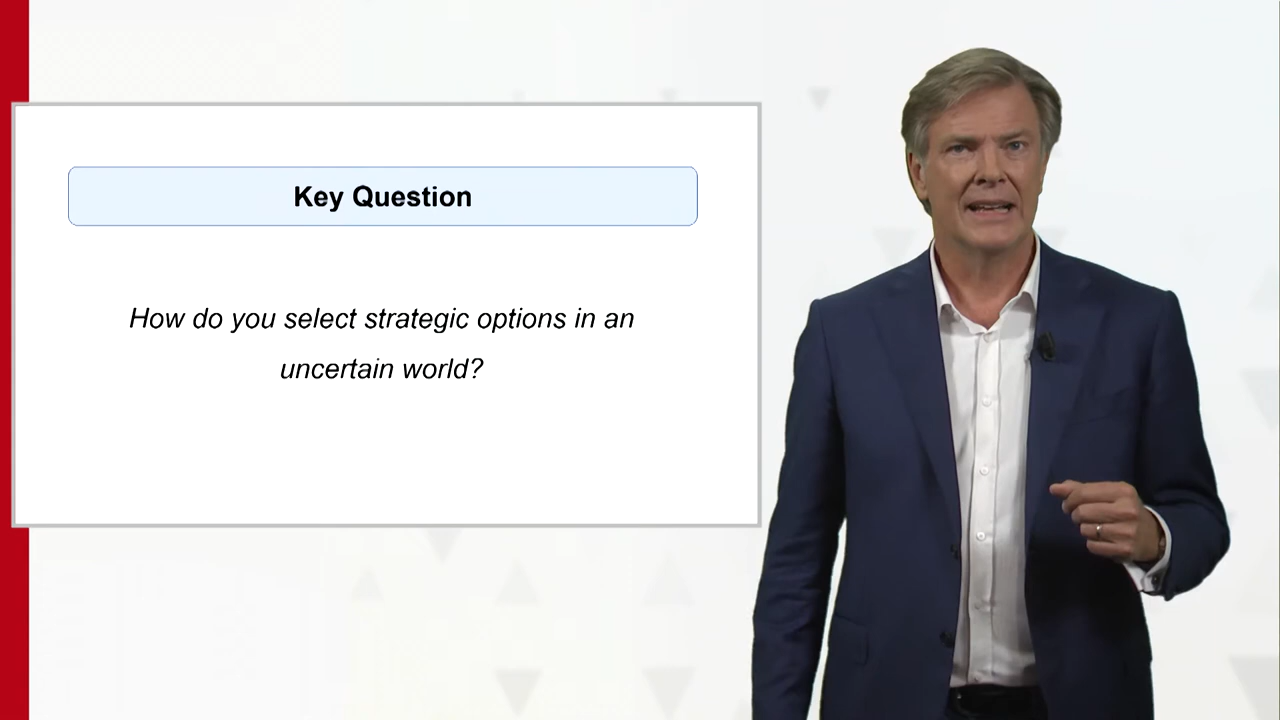 Key Question
How do you select strategic options in an
uncertain world?